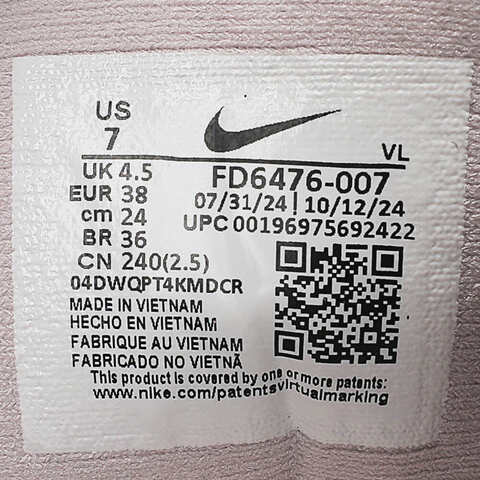 US
7
VL
UK 4.5
EUR 38
cm 24
BR 36
CN 240(2.5)
FD6476-007
07/31/24 | 10/12/24
UPC 00196975692422
04DWQPT4KMDCR
MADE IN VIETNAM
HECHO EN VIETNAM
FABRIQUE AU VIETNAM
FABRICADO NO VIETNÃ
This product is covered by one or more patents:
www.nike.com/patentsvirtualmarking